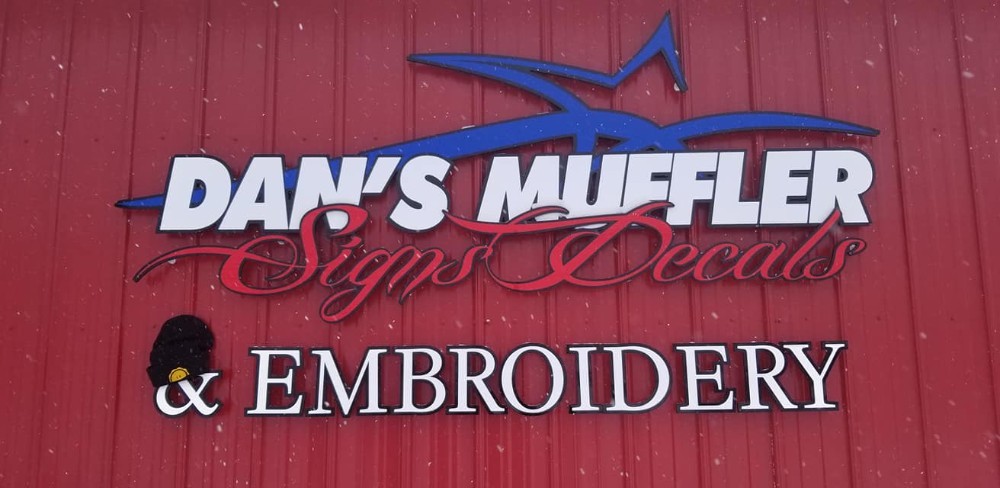 DAN'S MUFFLER
Signs Decals
& EMBROIDERY